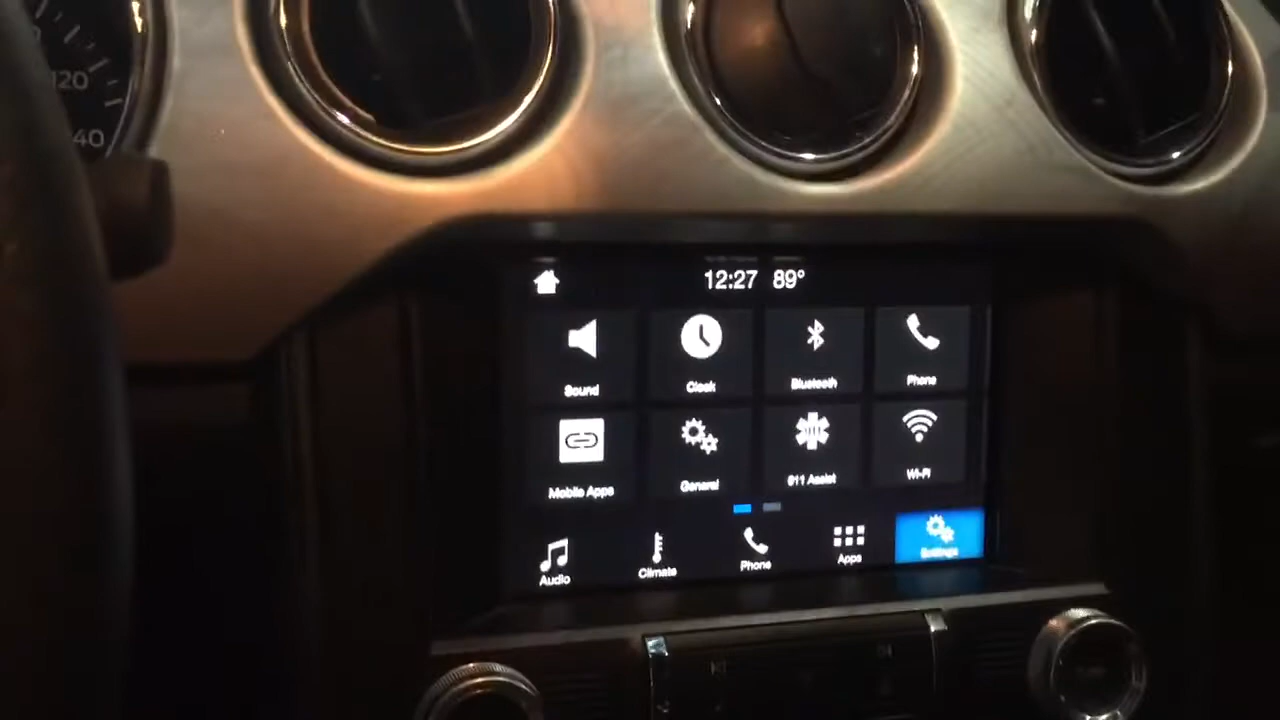 120
40
12:27 89°
Sound Clock Bluetooth Phone
Mobile Apps General 911 Assist Wi-Fi
Audio Climate Phone Apps Settings